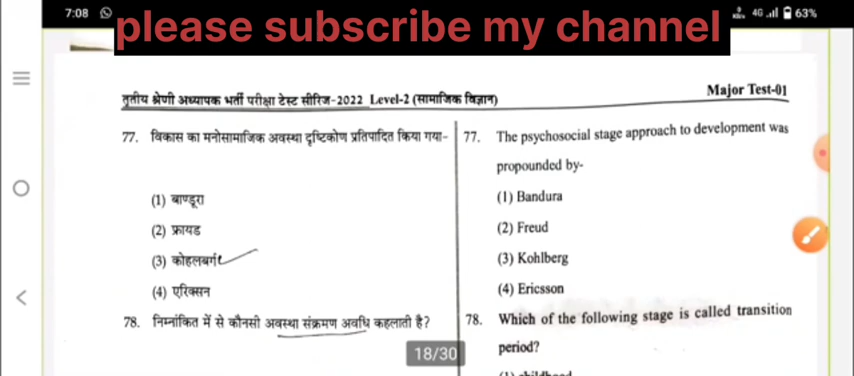 7:08
4G 63%
please subscribe my channel
तृतीय श्रेणी अध्यापक भर्ती परीक्षा टेस्ट सीरिज-2022 Level-2 (सामाजिक विज्ञान)
Major Test-01
77. विकास का मनोसामाजिक अवस्था दृष्टिकोण प्रतिपादित किया गया-
(1) बाण्डूरा
(2) फ्रायड
(3) कोहलबर्ग
(4) एरिक्सन
78. निम्नांकित में से कौनसी अवस्था संक्रमण अवधि कहलाती है?
77. The psychosocial stage approach to development was
propounded by-
(1) Bandura
(2) Freud
(3) Kohlberg
(4) Ericsson
78. Which of the following stage is called transition
period?
(1) childhood
18/30